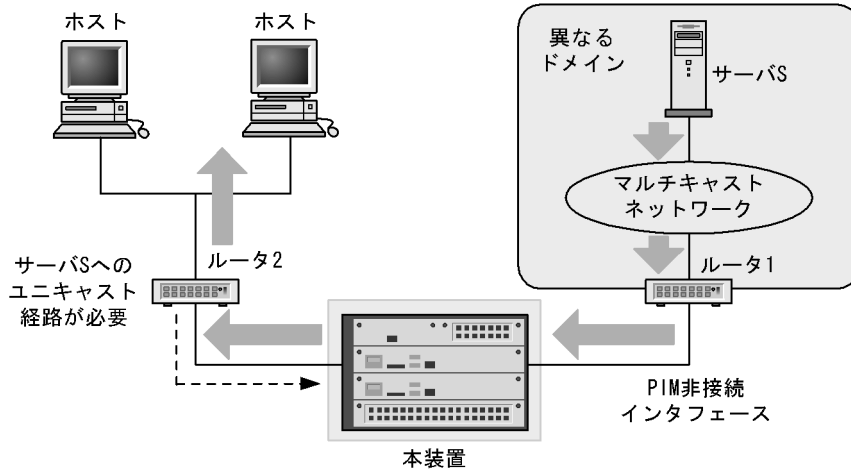 ホスト
ホスト
異なる
ドメイン
サーバS
マルチキャスト
ネットワーク
サーバSへの
ユニキャスト
経路が必要
ルータ2
ルータ1
PIM非接続
インタフェース
本装置